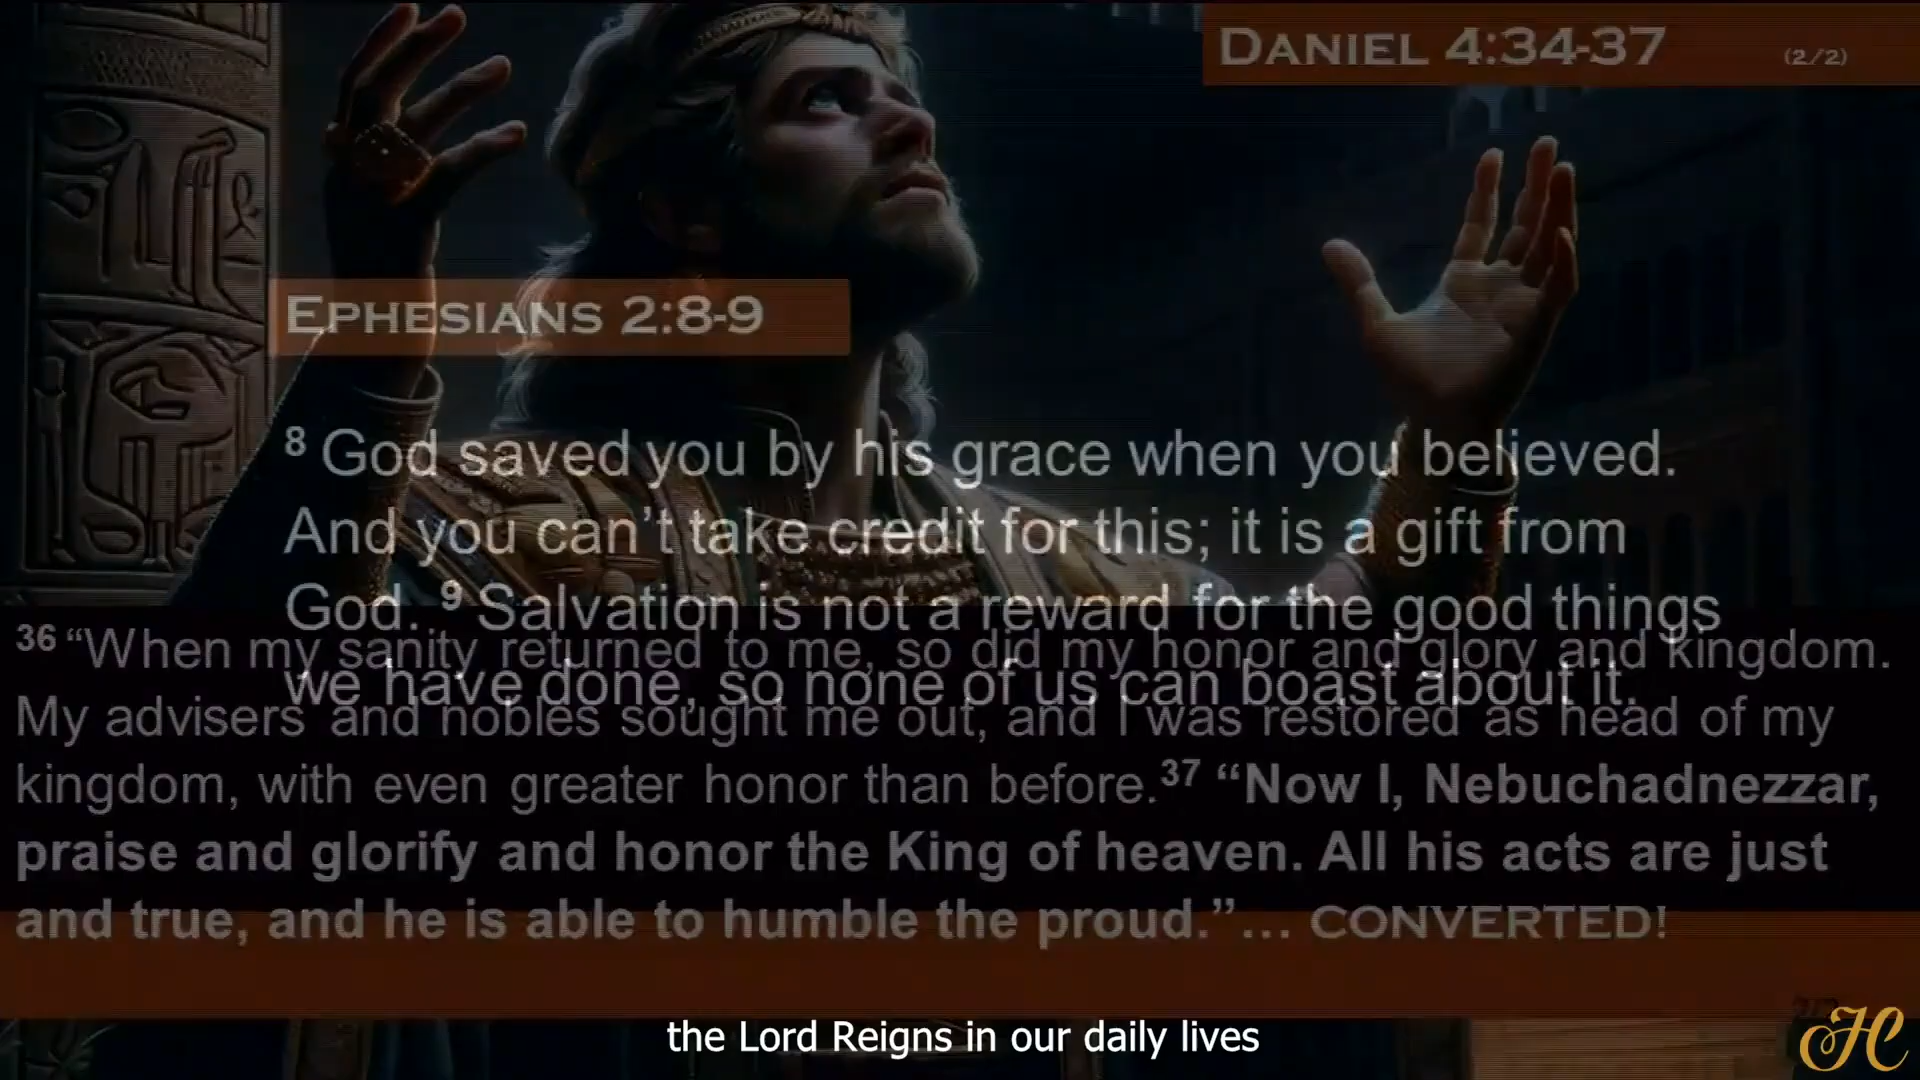 DANIEL 4:34-37 (2/2)
EPHESIANS 2:8-9
8 God saved you by his grace when you believed.
And you can’t take credit for this; it is a gift from
God. 9 Salvation is not a reward for the good things
we have done, so none of us can boast about it.
36 “When my sanity returned to me, so did my honor and glory and kingdom.
My advisers and nobles sought me out, and I was restored as head of my
kingdom, with even greater honor than before.37 “Now I, Nebuchadnezzar,
praise and glorify and honor the King of heaven. All his acts are just
and true, and he is able to humble the proud.”... CONVERTED!
the Lord Reigns in our daily lives
H